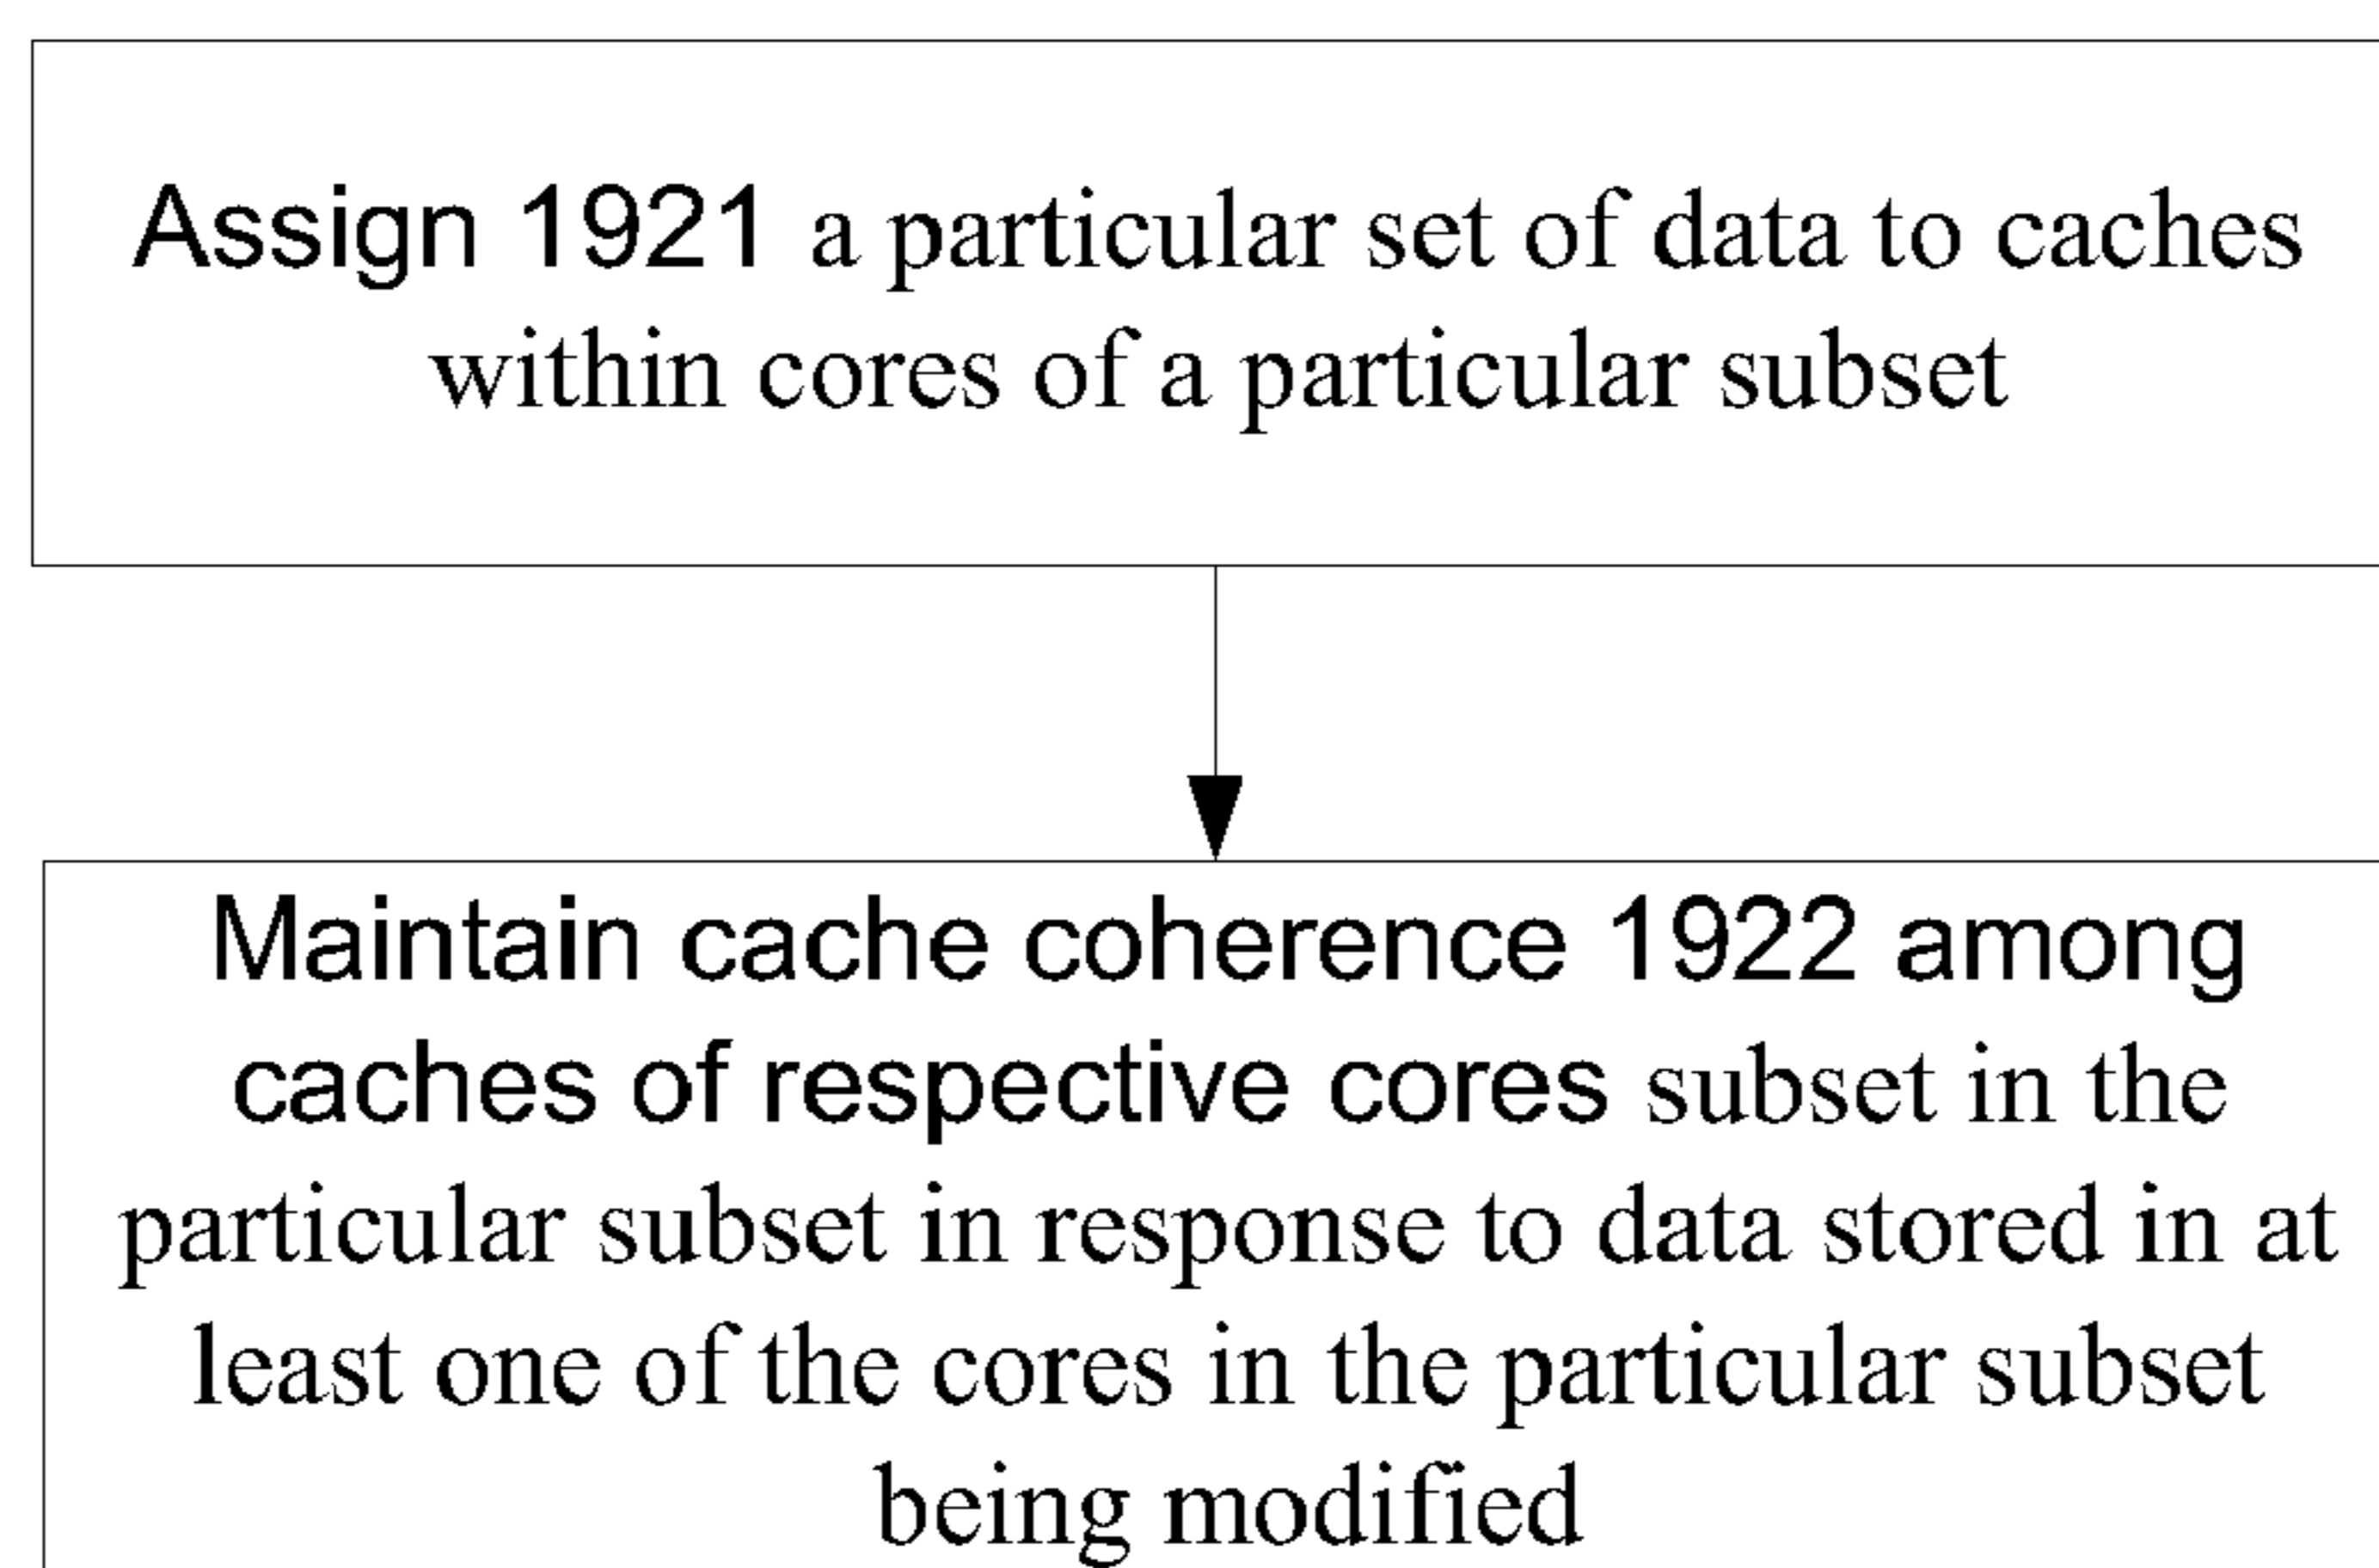 Assign 1921 a particular set of data to caches
within cores of a particular subset
Maintain cache coherence 1922 among
caches of respective cores subset in the
particular subset in response to data stored in at
least one of the cores in the particular subset
being modified